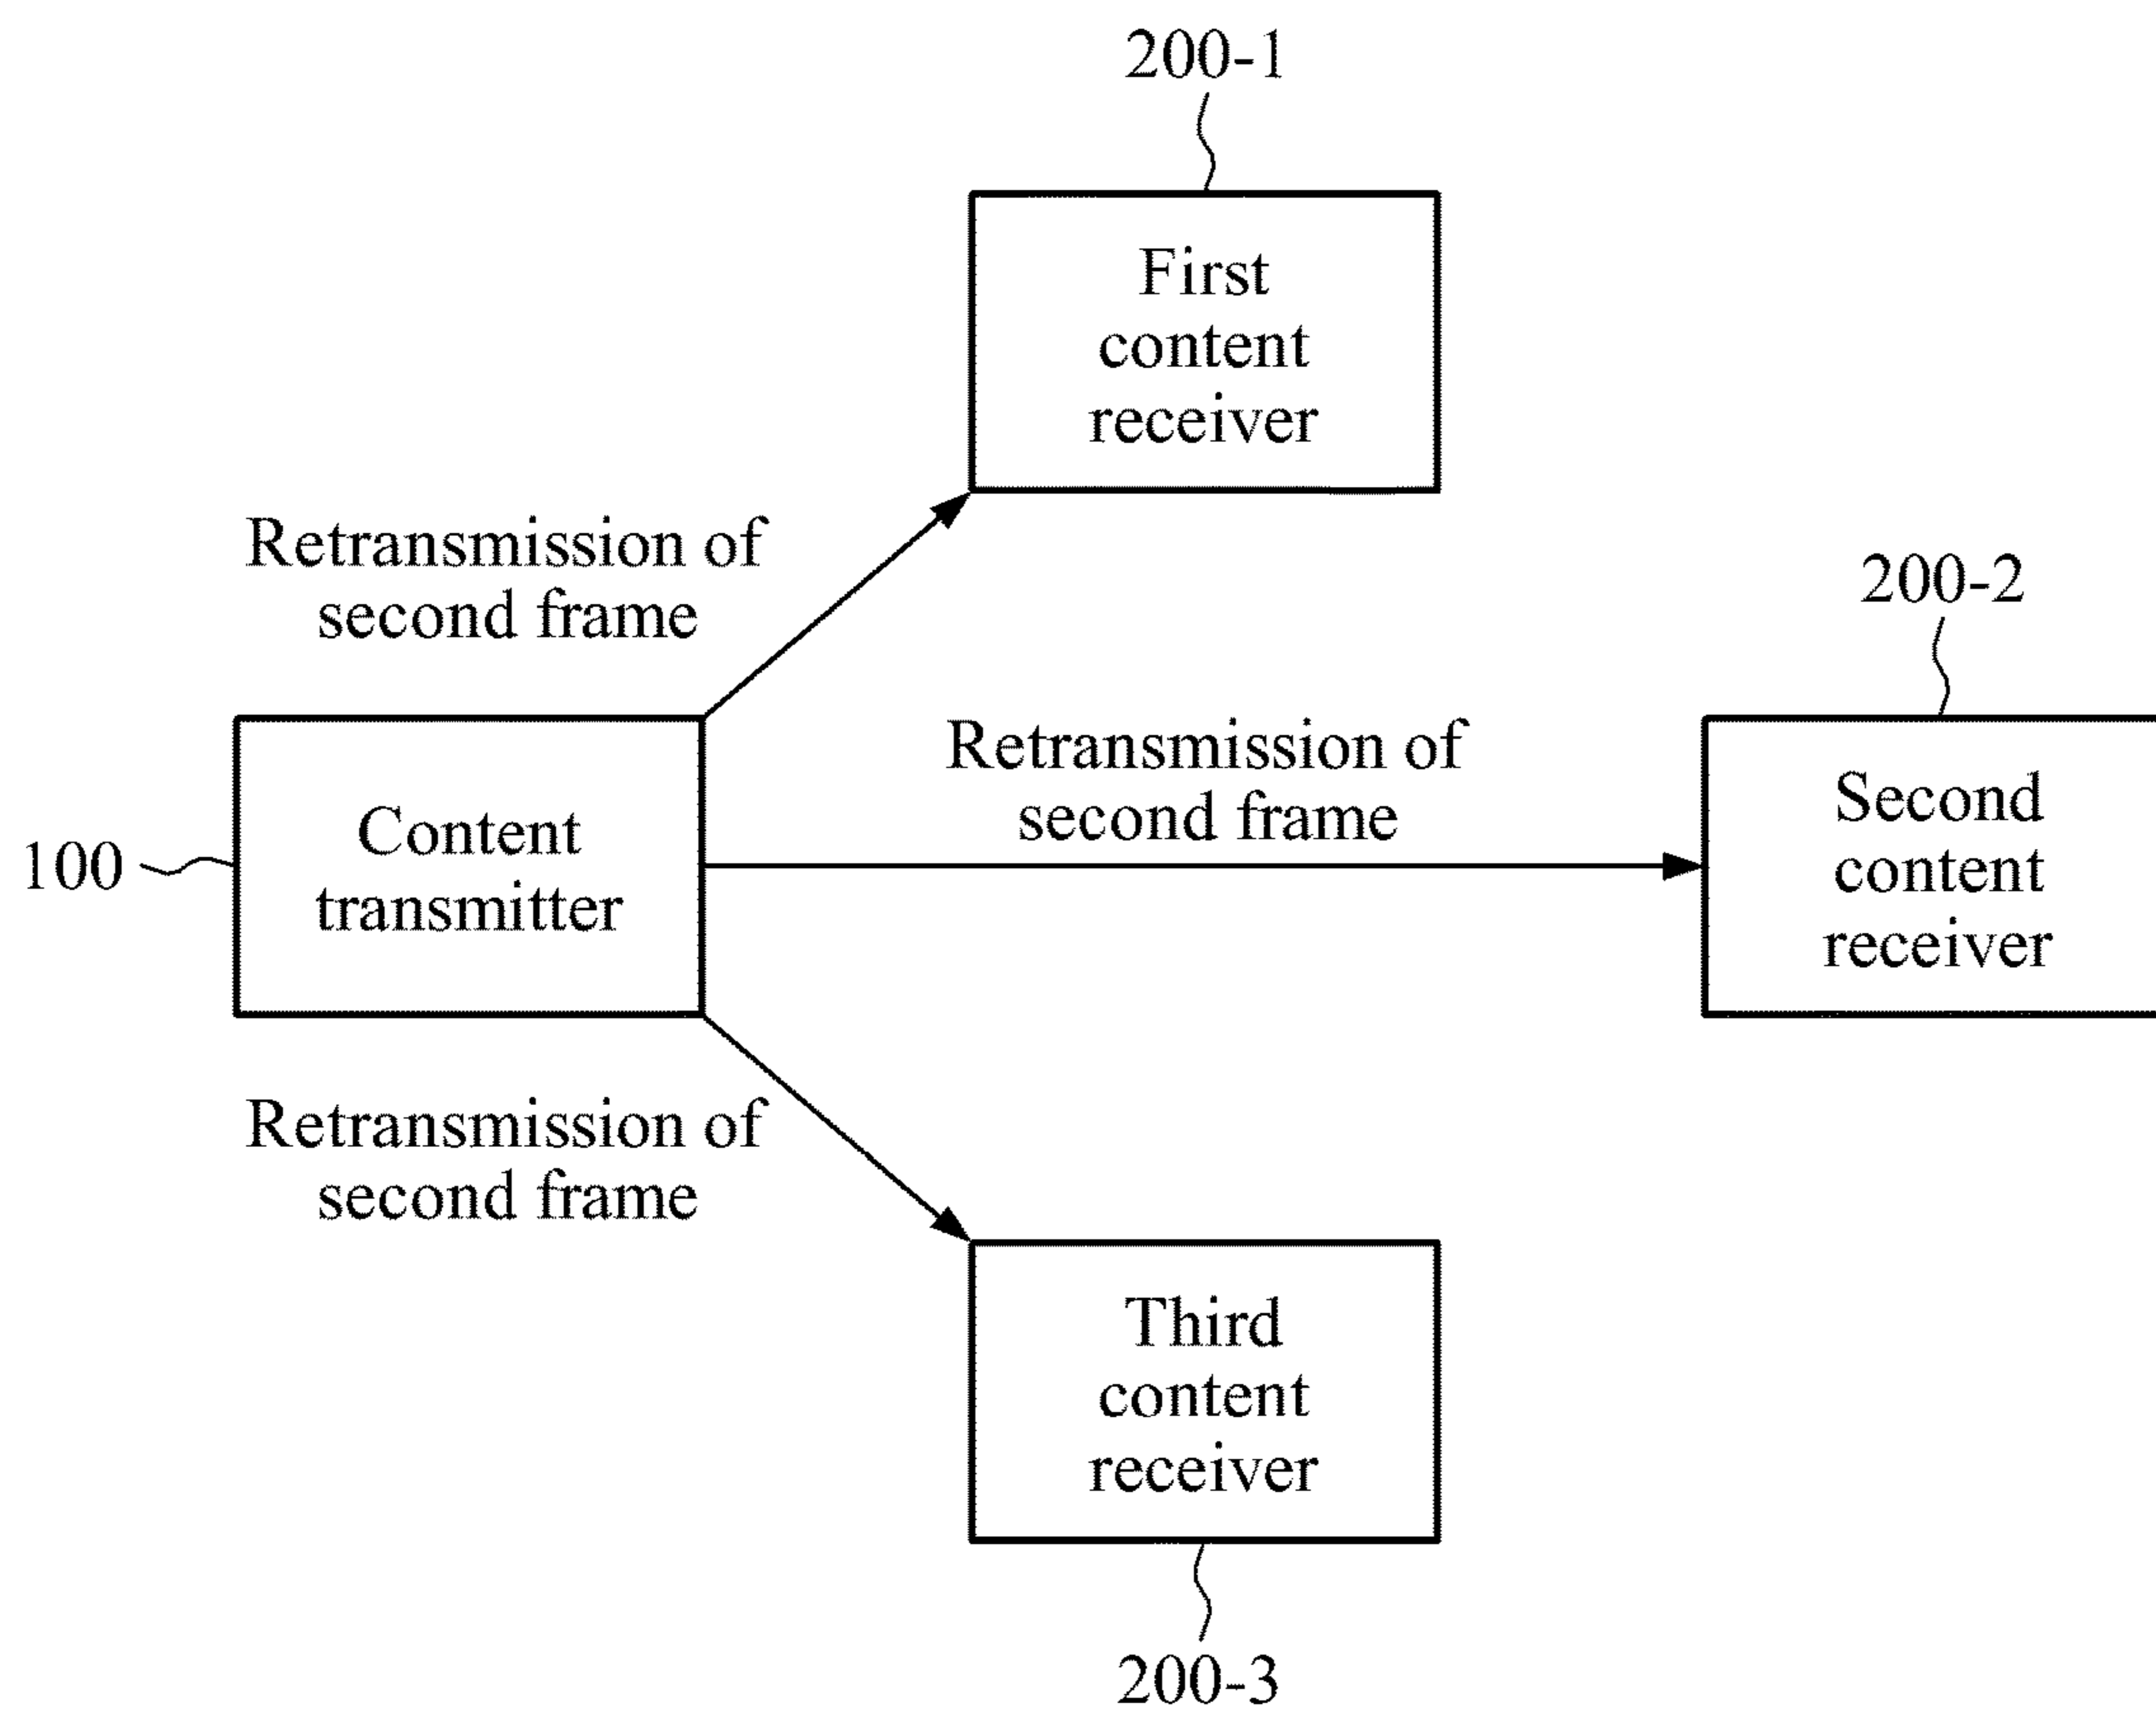 200-1
First
content
receiver
Retransmission of
second frame
200-2
Retransmission of
second frame
Second
content
receiver
Content
transmitter
100
Retransmission of
second frame
Third
content
receiver
200-3